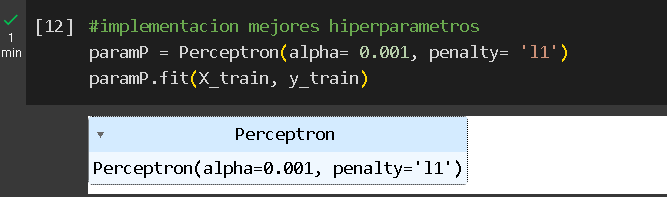 1
min
[12] #implementacion mejores hiperparametros
paramP = Perceptron(alpha= 0.001, penalty= 'l1')
paramP.fit(X_train, y_train)
Perceptron
Perceptron(alpha=0.001, penalty='l1')